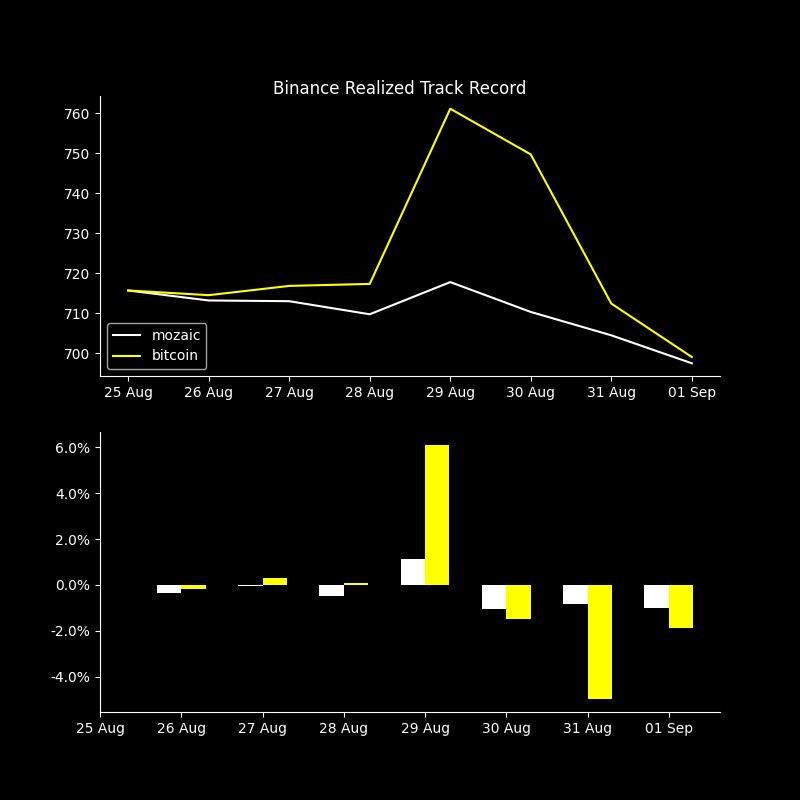 Binance Realized Track Record
760
750
740
730
720
710
700
mozaic
bitcoin
25 Aug 26 Aug 27 Aug 28 Aug 29 Aug 30 Aug 31 Aug 01 Sep
6.0%
4.0%
2.0%
0.0%
-2.0%
-4.0%
25 Aug 26 Aug 27 Aug 28 Aug 29 Aug 30 Aug 31 Aug 01 Sep